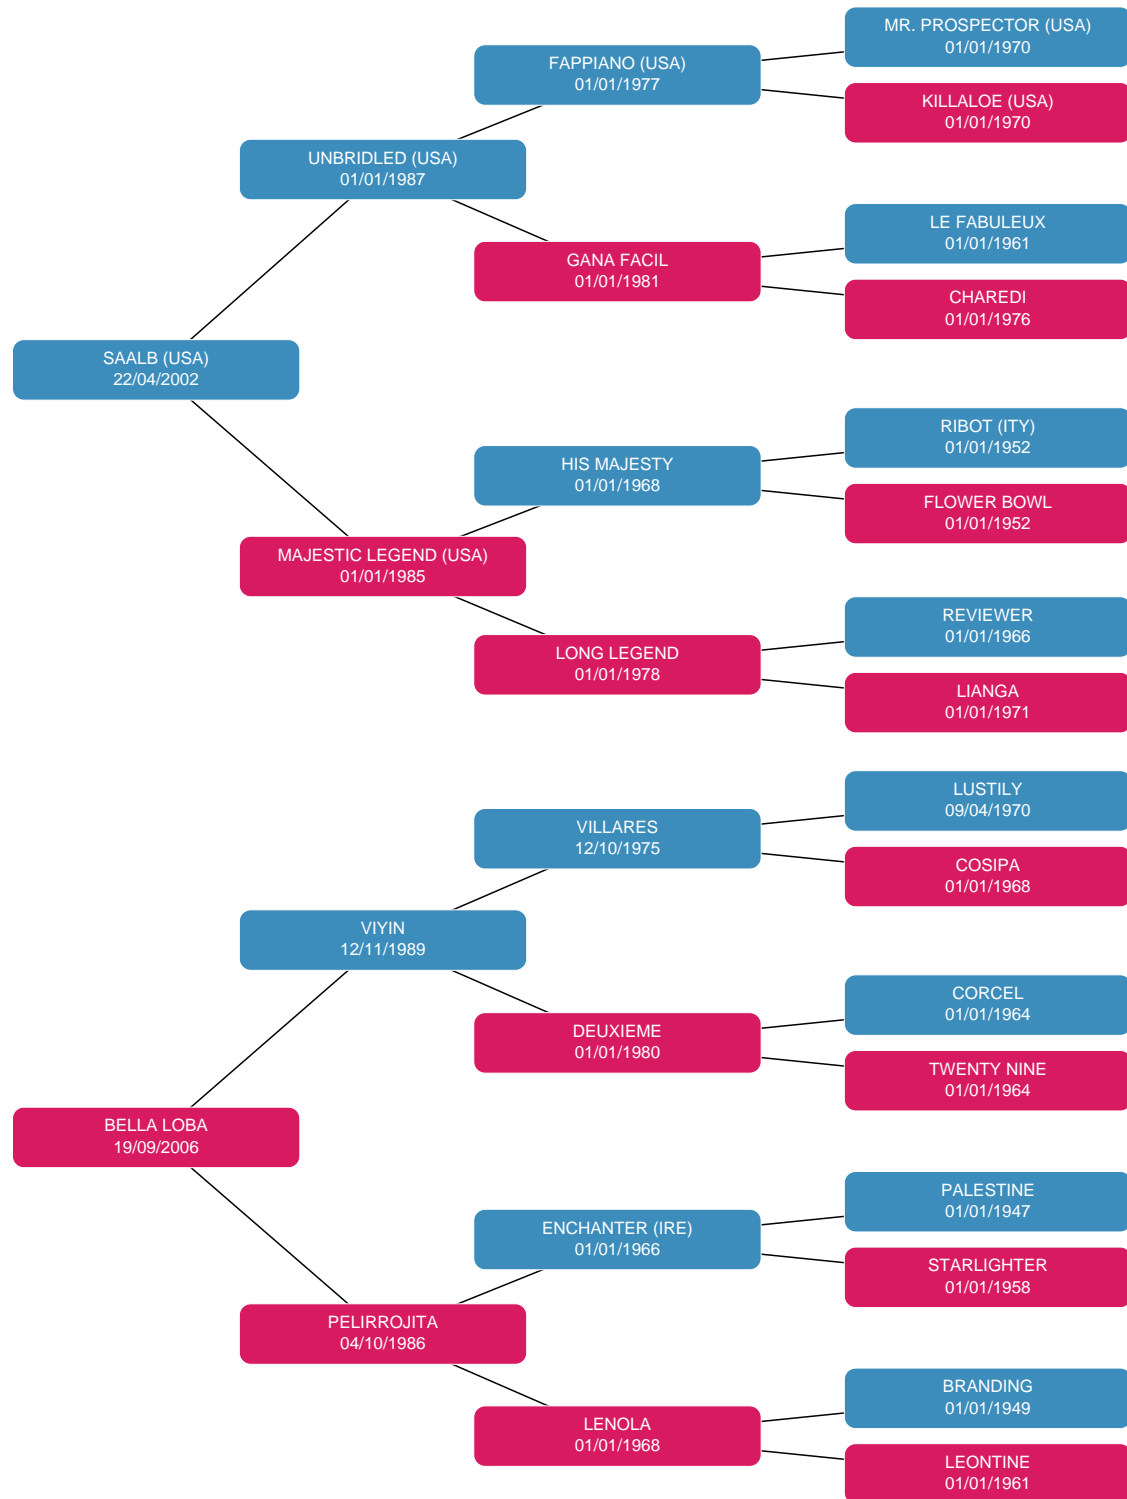 MR. PROSPECTOR (USA)
01/01/1970
FAPPIANO (USA)
01/01/1977
KILLALOE (USA)
01/01/1970
UNBRIDLED (USA)
01/01/1987
LE FABULEUX
01/01/1961
GANA FACIL
01/01/1981
CHAREDI
01/01/1976
SAALB (USA)
22/04/2002
RIBOT (ITY)
01/01/1952
HIS MAJESTY
01/01/1968
FLOWER BOWL
01/01/1952
MAJESTIC LEGEND (USA)
01/01/1985
REVIEWER
01/01/1966
LONG LEGEND
01/01/1978
LIANGA
01/01/1971
LUSTILY
09/04/1970
VILLARES
12/10/1975
COSIPA
01/01/1968
VIYIN
12/11/1989
CORCEL
01/01/1964
DEUXIEME
01/01/1980
TWENTY NINE
01/01/1964
BELLA LOBA
19/09/2006
PALESTINE
01/01/1947
ENCHANTER (IRE)
01/01/1966
STARLIGHTER
01/01/1958
PELIRROJITA
04/10/1986
BRANDING
01/01/1949
LENOLA
01/01/1968
LEONTINE
01/01/1961